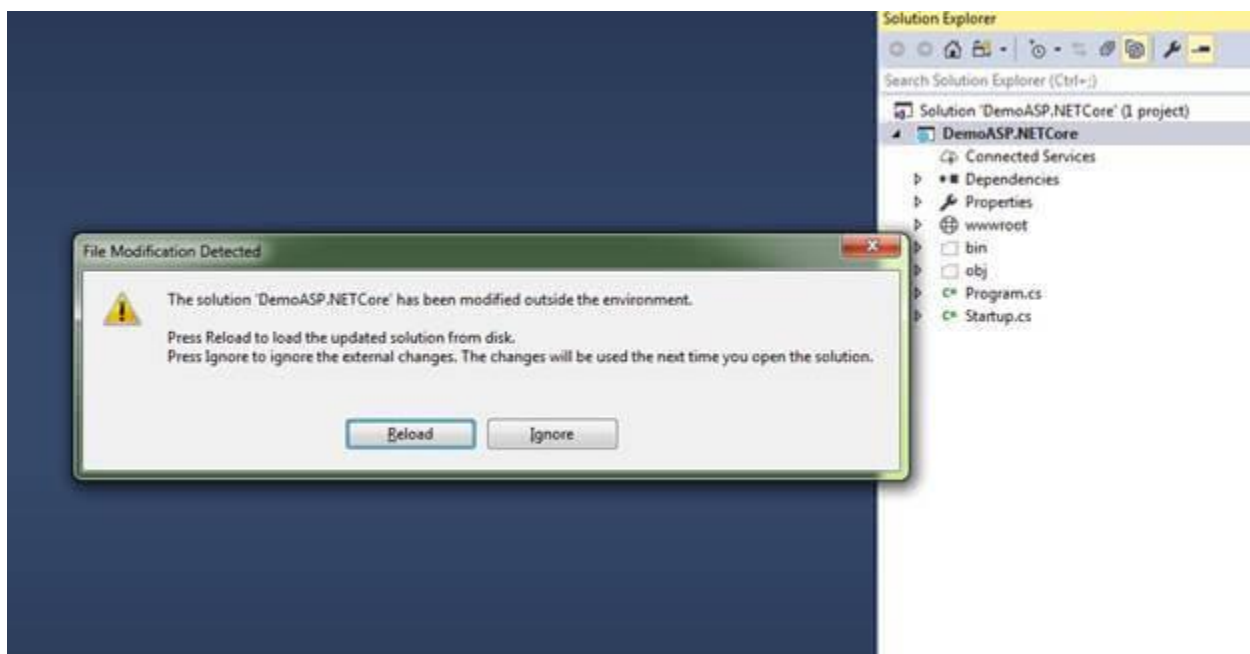 Solution Explorer
Search Solution Explorer (Ctrl+;)
Solution 'DemoASP.NETCore' (1 project)
DemoASP.NETCore
Connected Services
Dependencies
Properties
wwwroot
bin
obj
C# Program.cs
C# Startup.cs
File Modification Detected
The solution 'DemoASP.NETCore' has been modified outside the environment.
Press Reload to load the updated solution from disk.
Press Ignore to ignore the external changes. The changes will be used the next time you open the solution.
Reload
Ignore